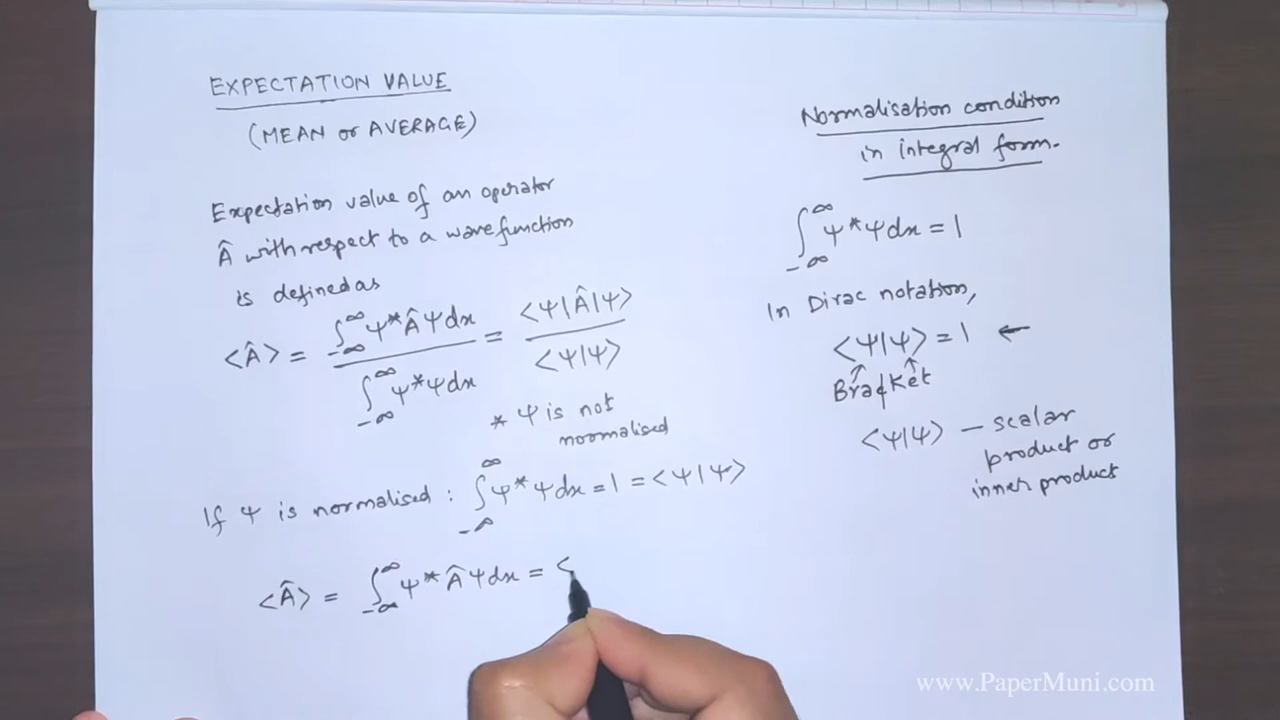 EXPECTATION VALUE
(MEAN or AVERAGE)
Expectation value of an operator
Â with respect to a wavefunction
is defined as
<Â> = ∫_{-∞}^{∞} Ψ* Â Ψ dx / ∫_{-∞}^{∞} Ψ* Ψ dx = <Ψ|Â|Ψ> / <Ψ|Ψ>
* Ψ is not
normalised
If Ψ is normalised : ∫_{-∞}^{∞} Ψ* Ψ dx = 1 = <Ψ|Ψ>
<Â> = ∫_{-∞}^{∞} Ψ* Â Ψ dx = <
Normalisation condition
in integral form.
∫_{-∞}^{∞} Ψ* Ψ dx = 1
In Dirac notation,
<Ψ|Ψ> = 1 ←
↑ ↑
Bra¢Ket
<Ψ|Ψ> — scalar
product or
inner product
www.PaperMuni.com